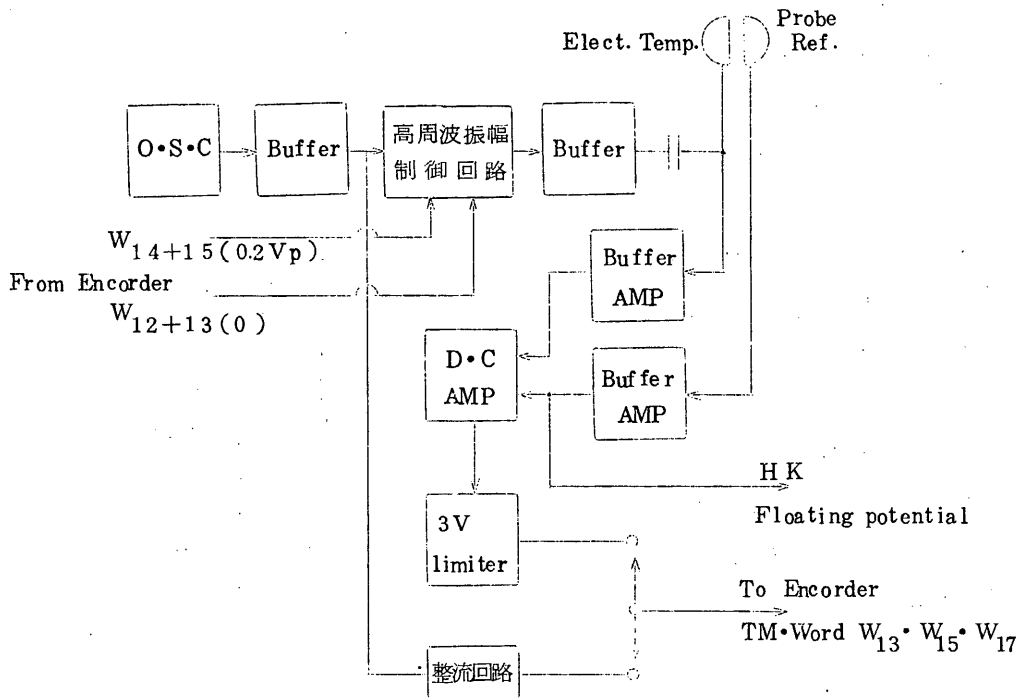 Probe
Elect. Temp.
Ref.
O•S•C
Buffer
高周波振幅
制御回路
Buffer
W14+15(0.2Vp)
From Encorder
W12+13(0)
Buffer
AMP
D•C
AMP
Buffer
AMP
HK
Floating potential
3V
limiter
To Encorder
TM•Word W13•W15•W17
整流回路